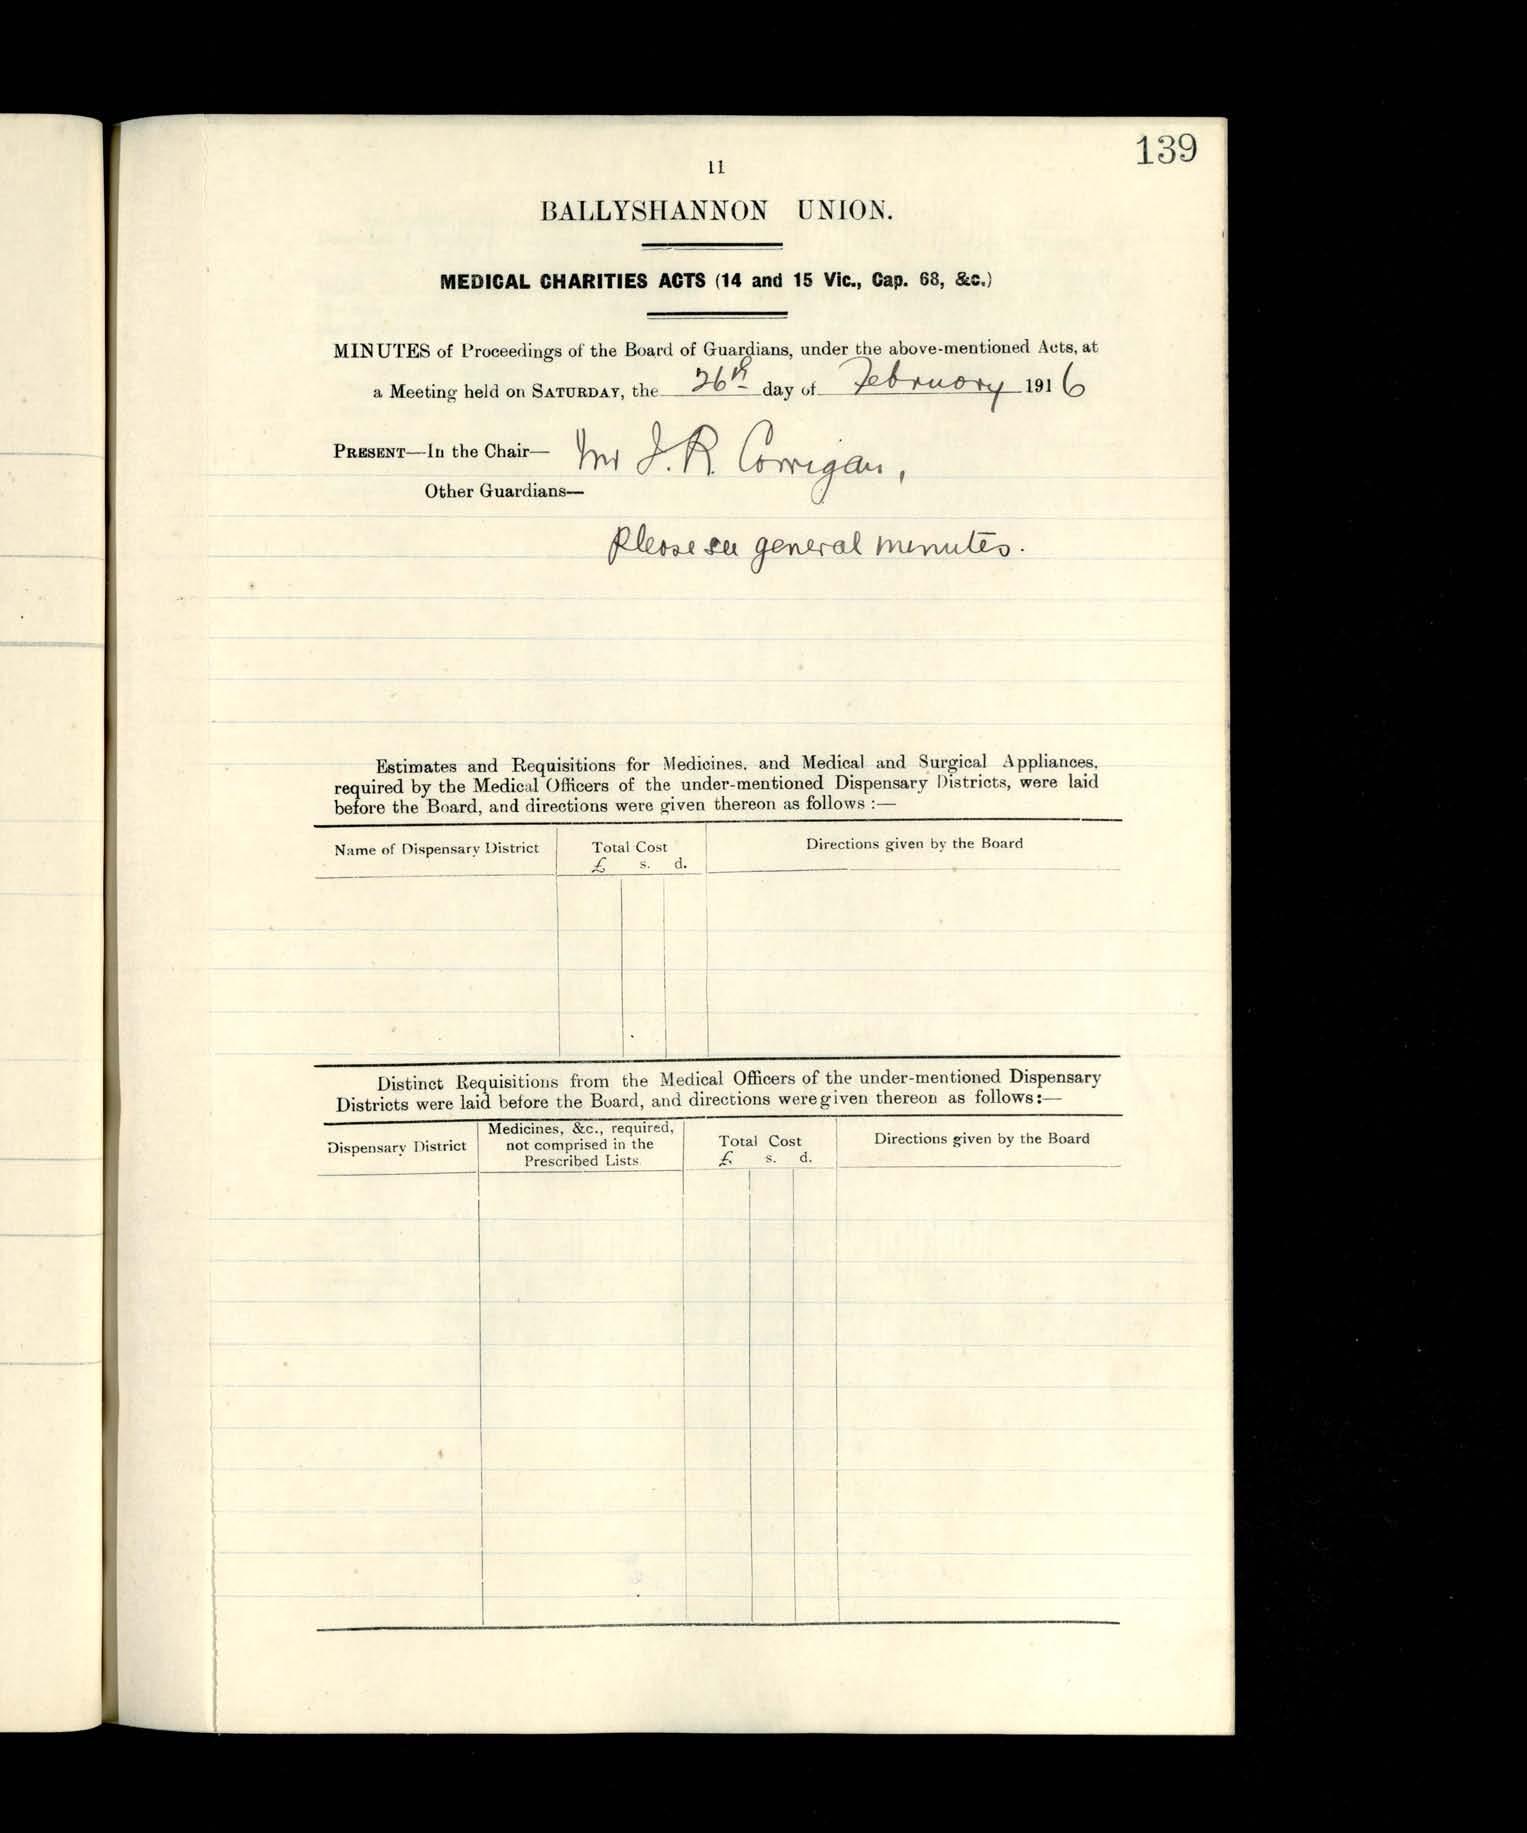 139
11
BALLYSHANNON UNION.
MEDICAL CHARITIES ACTS (14 and 15 Vic., Cap. 68, &c.)
MINUTES of Proceedings of the Board of Guardians, under the above-mentioned Acts, at
a Meeting held on SATURDAY, the 26th day of February 1916
PRESENT—In the Chair— Mr J. R. Corrigan,
Other Guardians—
Please see general minutes.
Estimates and Requisitions for Medicines, and Medical and Surgical Appliances,
required by the Medical Officers of the under-mentioned Dispensary Districts, were laid
before the Board, and directions were given thereon as follows :—
Name of Dispensary District Total Cost Directions given by the Board
£ s. d.
Distinct Requisitions from the Medical Officers of the under-mentioned Dispensary
Districts were laid before the Board, and directions were given thereon as follows:—
Dispensary District
Medicines, &c., required,
not comprised in the
Prescribed Lists
Total Cost
£ s. d.
Directions given by the Board